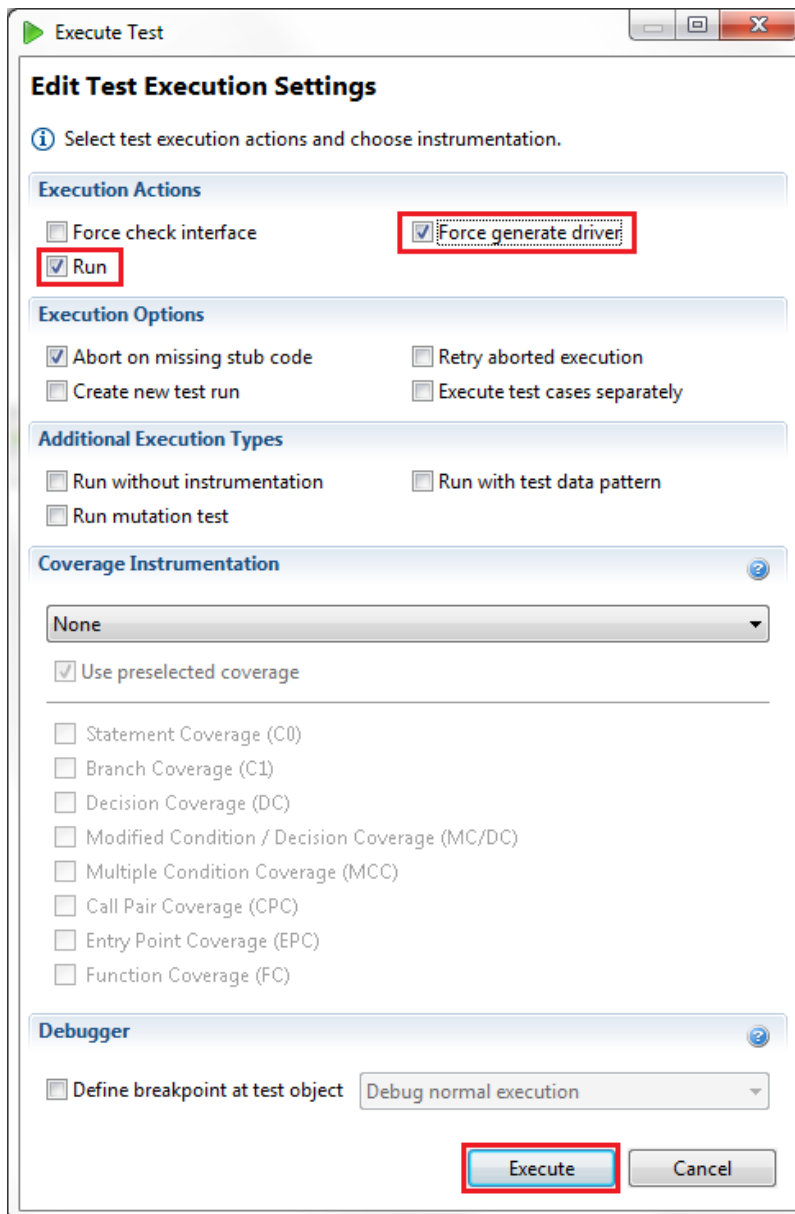 Execute Test
Edit Test Execution Settings
Select test execution actions and choose instrumentation.
Execution Actions
Force check interface Force generate driver
Run
Execution Options
Abort on missing stub code Retry aborted execution
Create new test run Execute test cases separately
Additional Execution Types
Run without instrumentation Run with test data pattern
Run mutation test
Coverage Instrumentation
None
Use preselected coverage
Statement Coverage (C0)
Branch Coverage (C1)
Decision Coverage (DC)
Modified Condition / Decision Coverage (MC/DC)
Multiple Condition Coverage (MCC)
Call Pair Coverage (CPC)
Entry Point Coverage (EPC)
Function Coverage (FC)
Debugger
Define breakpoint at test object Debug normal execution
Execute Cancel